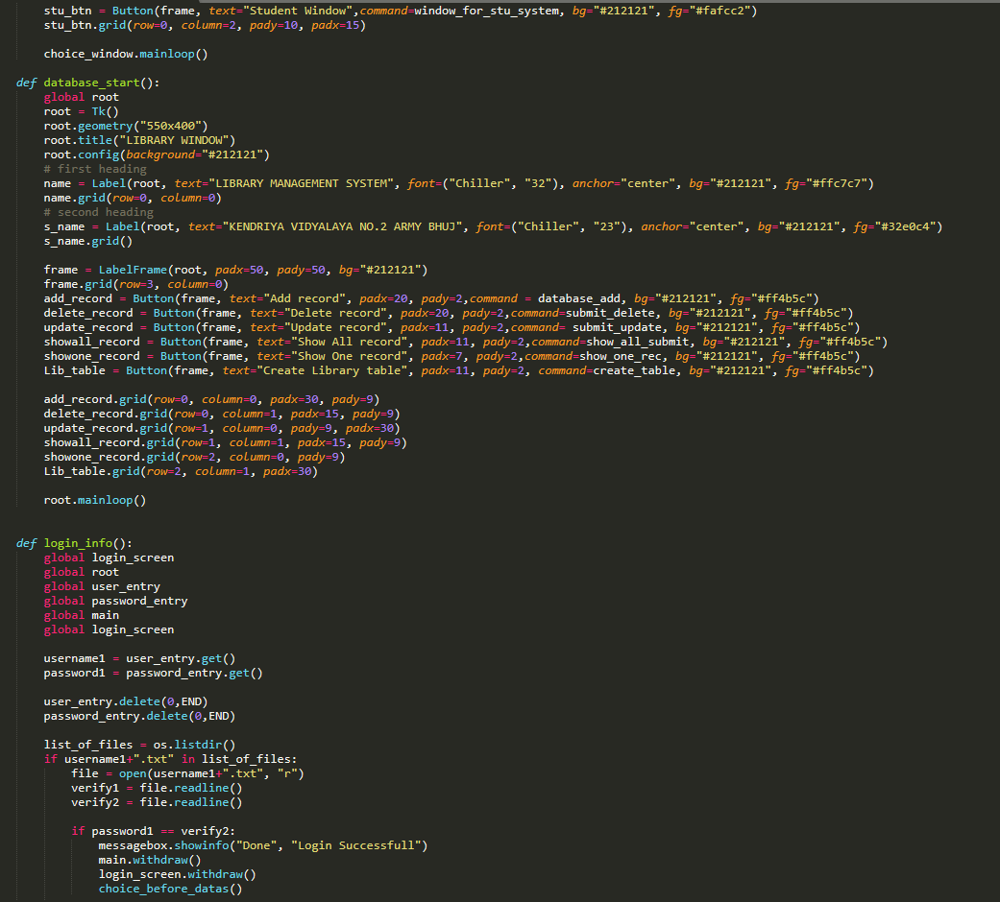 stu_btn = Button(frame, text="Student Window",command=window_for_stu_system, bg="#212121", fg="#fafcc2")
stu_btn.grid(row=0, column=2, pady=10, padx=15)
choice_window.mainloop()
def database_start():
global root
root = Tk()
root.geometry("550x400")
root.title("LIBRARY WINDOW")
root.config(background="#212121")
# first heading
name = Label(root, text="LIBRARY MANAGEMENT SYSTEM", font=("Chiller", "32"), anchor="center", bg="#212121", fg="#ffc7c7")
name.grid(row=0, column=0)
# second heading
s_name = Label(root, text="KENDRIYA VIDYALAYA NO.2 ARMY BHUJ", font=("Chiller", "23"), anchor="center", bg="#212121", fg="#32e0c4")
s_name.grid()
frame = LabelFrame(root, padx=50, pady=50, bg="#212121")
frame.grid(row=3, column=0)
add_record = Button(frame, text="Add record", padx=20, pady=2,command = database_add, bg="#212121", fg="#ff4b5c")
delete_record = Button(frame, text="Delete record", padx=20, pady=2,command=submit_delete, bg="#212121", fg="#ff4b5c")
update_record = Button(frame, text="Update record", padx=11, pady=2,command= submit_update, bg="#212121", fg="#ff4b5c")
showall_record = Button(frame, text="Show All record", padx=11, pady=2,command=show_all_submit, bg="#212121", fg="#ff4b5c")
showone_record = Button(frame, text="Show One record", padx=7, pady=2,command=show_one_rec, bg="#212121", fg="#ff4b5c")
Lib_table = Button(frame, text="Create Library table", padx=11, pady=2, command=create_table, bg="#212121", fg="#ff4b5c")
add_record.grid(row=0, column=0, padx=30, pady=9)
delete_record.grid(row=0, column=1, padx=15, pady=9)
update_record.grid(row=1, column=0, pady=9, padx=30)
showall_record.grid(row=1, column=1, padx=15, pady=9)
showone_record.grid(row=2, column=0, pady=9)
Lib_table.grid(row=2, column=1, padx=30)
root.mainloop()
def login_info():
global login_screen
global root
global user_entry
global password_entry
global main
global login_screen
username1 = user_entry.get()
password1 = password_entry.get()
user_entry.delete(0,END)
password_entry.delete(0,END)
list_of_files = os.listdir()
if username1+".txt" in list_of_files:
file = open(username1+".txt", "r")
verify1 = file.readline()
verify2 = file.readline()
if password1 == verify2:
messagebox.showinfo("Done", "Login Successfull")
main.withdraw()
login_screen.withdraw()
choice_before_datas()